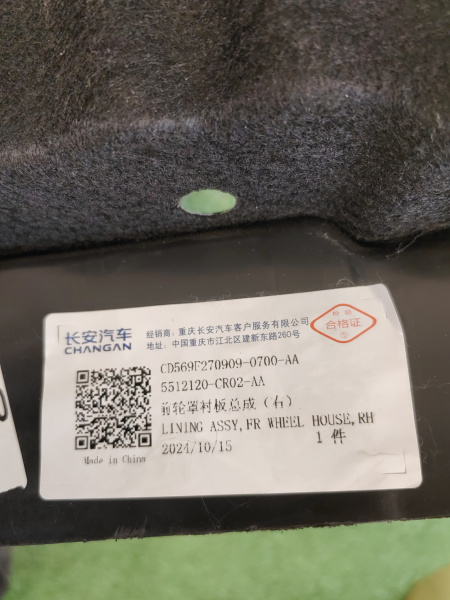 长安汽车
CHANGAN
经销商：重庆长安汽车客户服务有限公司
地址：中国重庆市江北区建新东路260号
检验
合格证
CD569F270909-0700-AA
5512120-CR02-AA
前轮罩衬板总成（右）
LINING ASSY,FR WHEEL HOUSE,RH
2024/10/15
1 件
Made in China